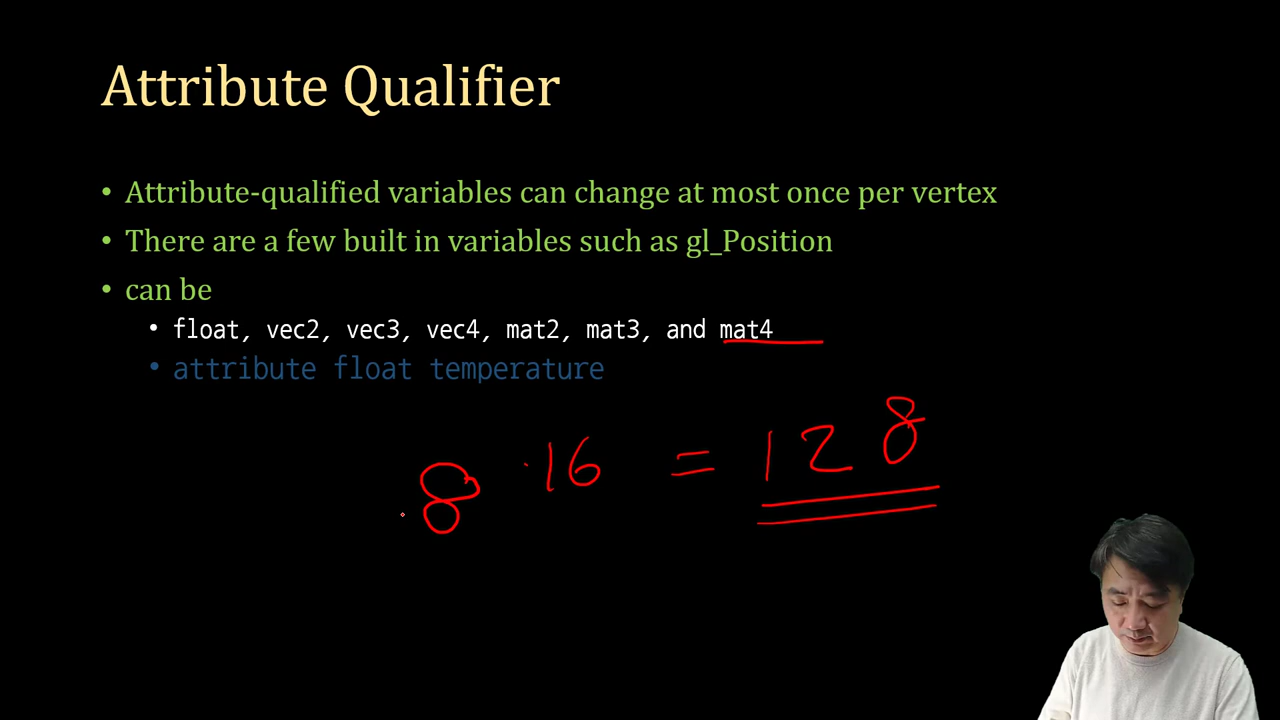 Attribute Qualifier
• Attribute-qualified variables can change at most once per vertex
• There are a few built in variables such as gl_Position
• can be
• float, vec2, vec3, vec4, mat2, mat3, and mat4
• attribute float temperature
8 · 16 = 128